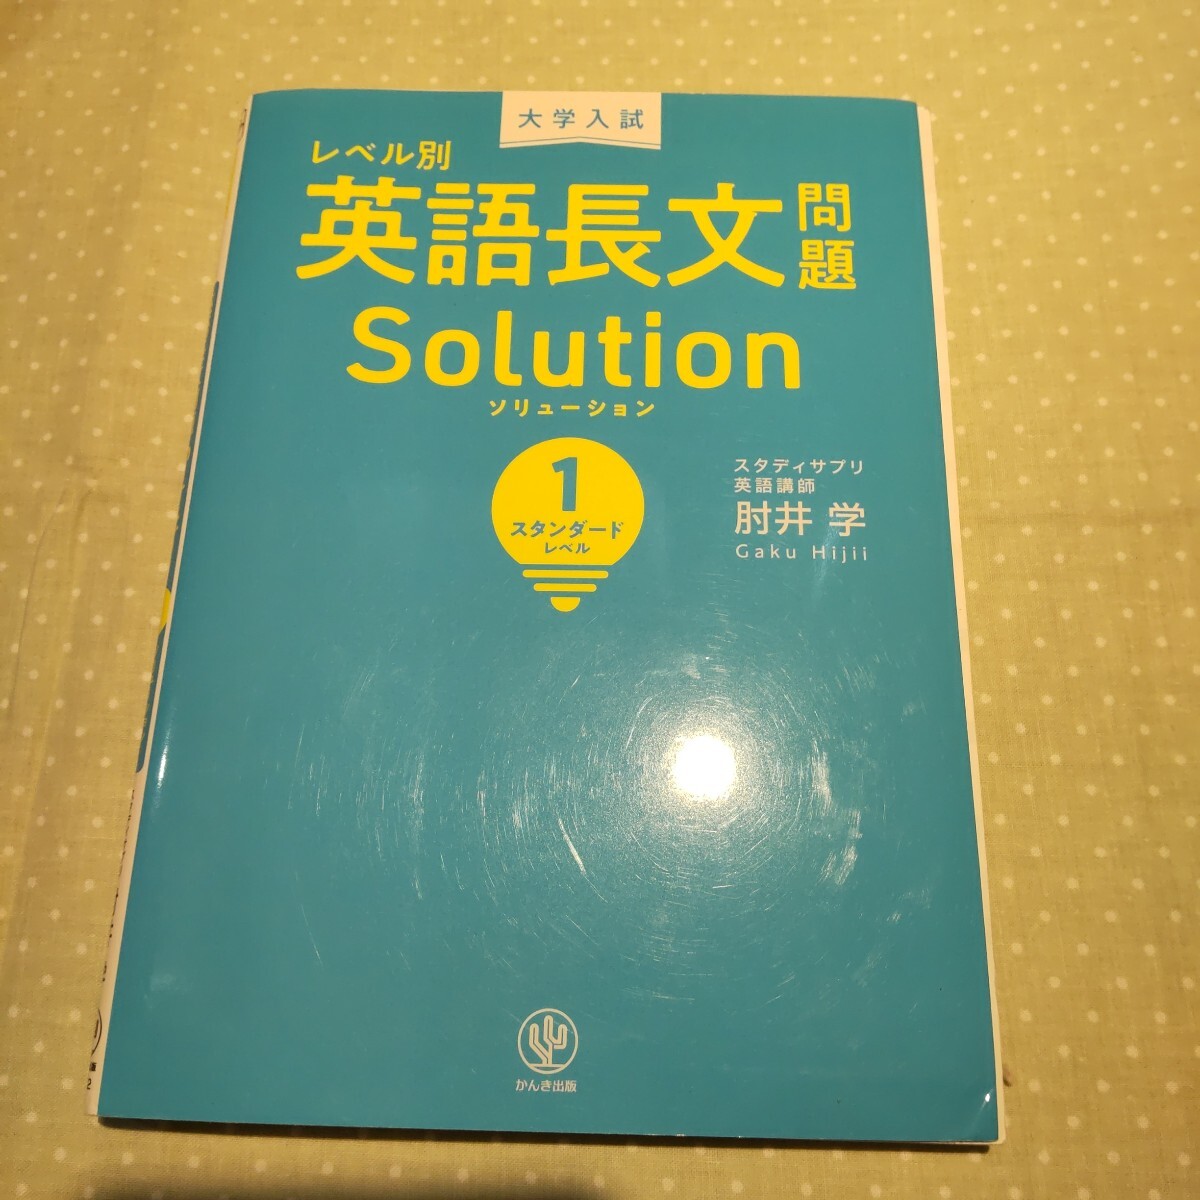 大学入試
レベル別
英語長文問題
Solution
ソリューション
1
スタンダード
レベル
スタディサプリ
英語講師
肘井 学
Gaku Hijii
かんき出版